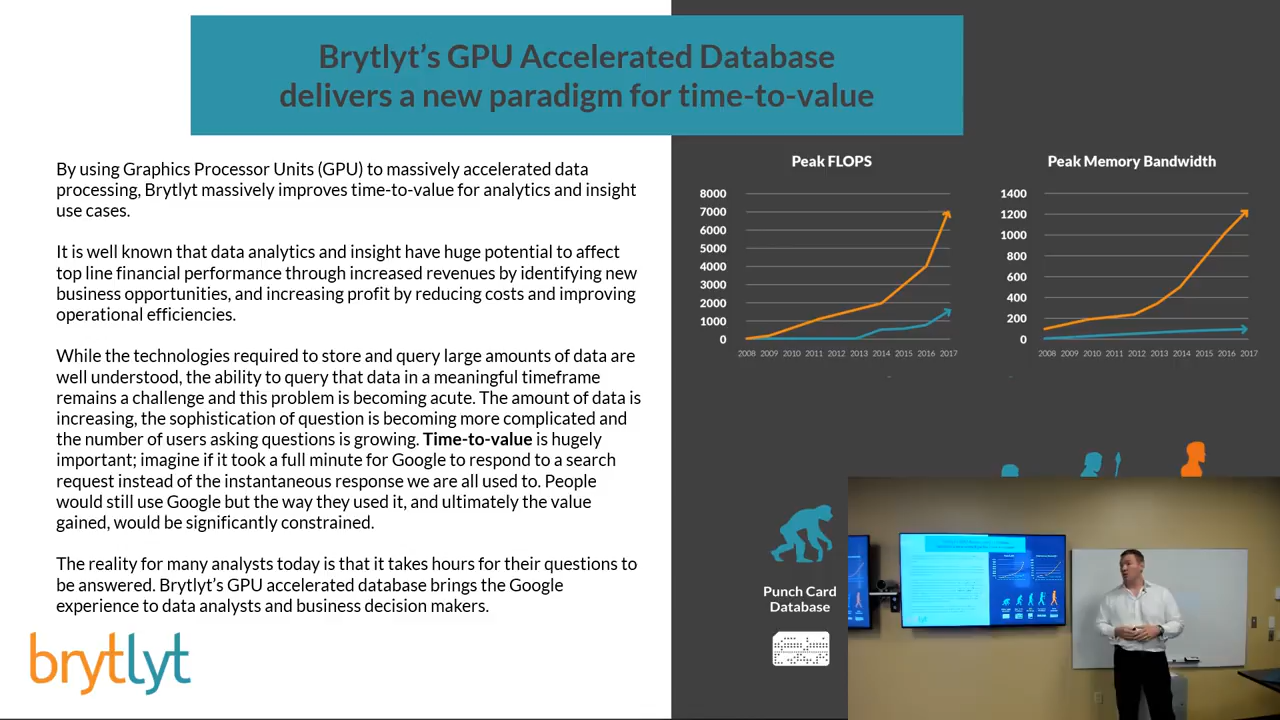 Brytlyt's GPU Accelerated Database
delivers a new paradigm for time-to-value
By using Graphics Processor Units (GPU) to massively accelerated data
processing, Brytlyt massively improves time-to-value for analytics and insight
use cases.
It is well known that data analytics and insight have huge potential to affect
top line financial performance through increased revenues by identifying new
business opportunities, and increasing profit by reducing costs and improving
operational efficiencies.
While the technologies required to store and query large amounts of data are
well understood, the ability to query that data in a meaningful timeframe
remains a challenge and this problem is becoming acute. The amount of data is
increasing, the sophistication of question is becoming more complicated and
the number of users asking questions is growing. Time-to-value is hugely
important; imagine if it took a full minute for Google to respond to a search
request instead of the instantaneous response we are all used to. People
would still use Google but the way they used it, and ultimately the value
gained, would be significantly constrained.
The reality for many analysts today is that it takes hours for their questions to
be answered. Brytlyt's GPU accelerated database brings the Google
experience to data analysts and business decision makers.
brytlyt
Peak FLOPS
8000
7000
6000
5000
4000
3000
2000
1000
0
2008 2009 2010 2011 2012 2013 2014 2015 2016 2017
Peak Memory Bandwidth
1400
1200
1000
800
600
400
200
0
2008 2009 2010 2011 2012 2013 2014 2015 2016 2017
Punch Card
Database